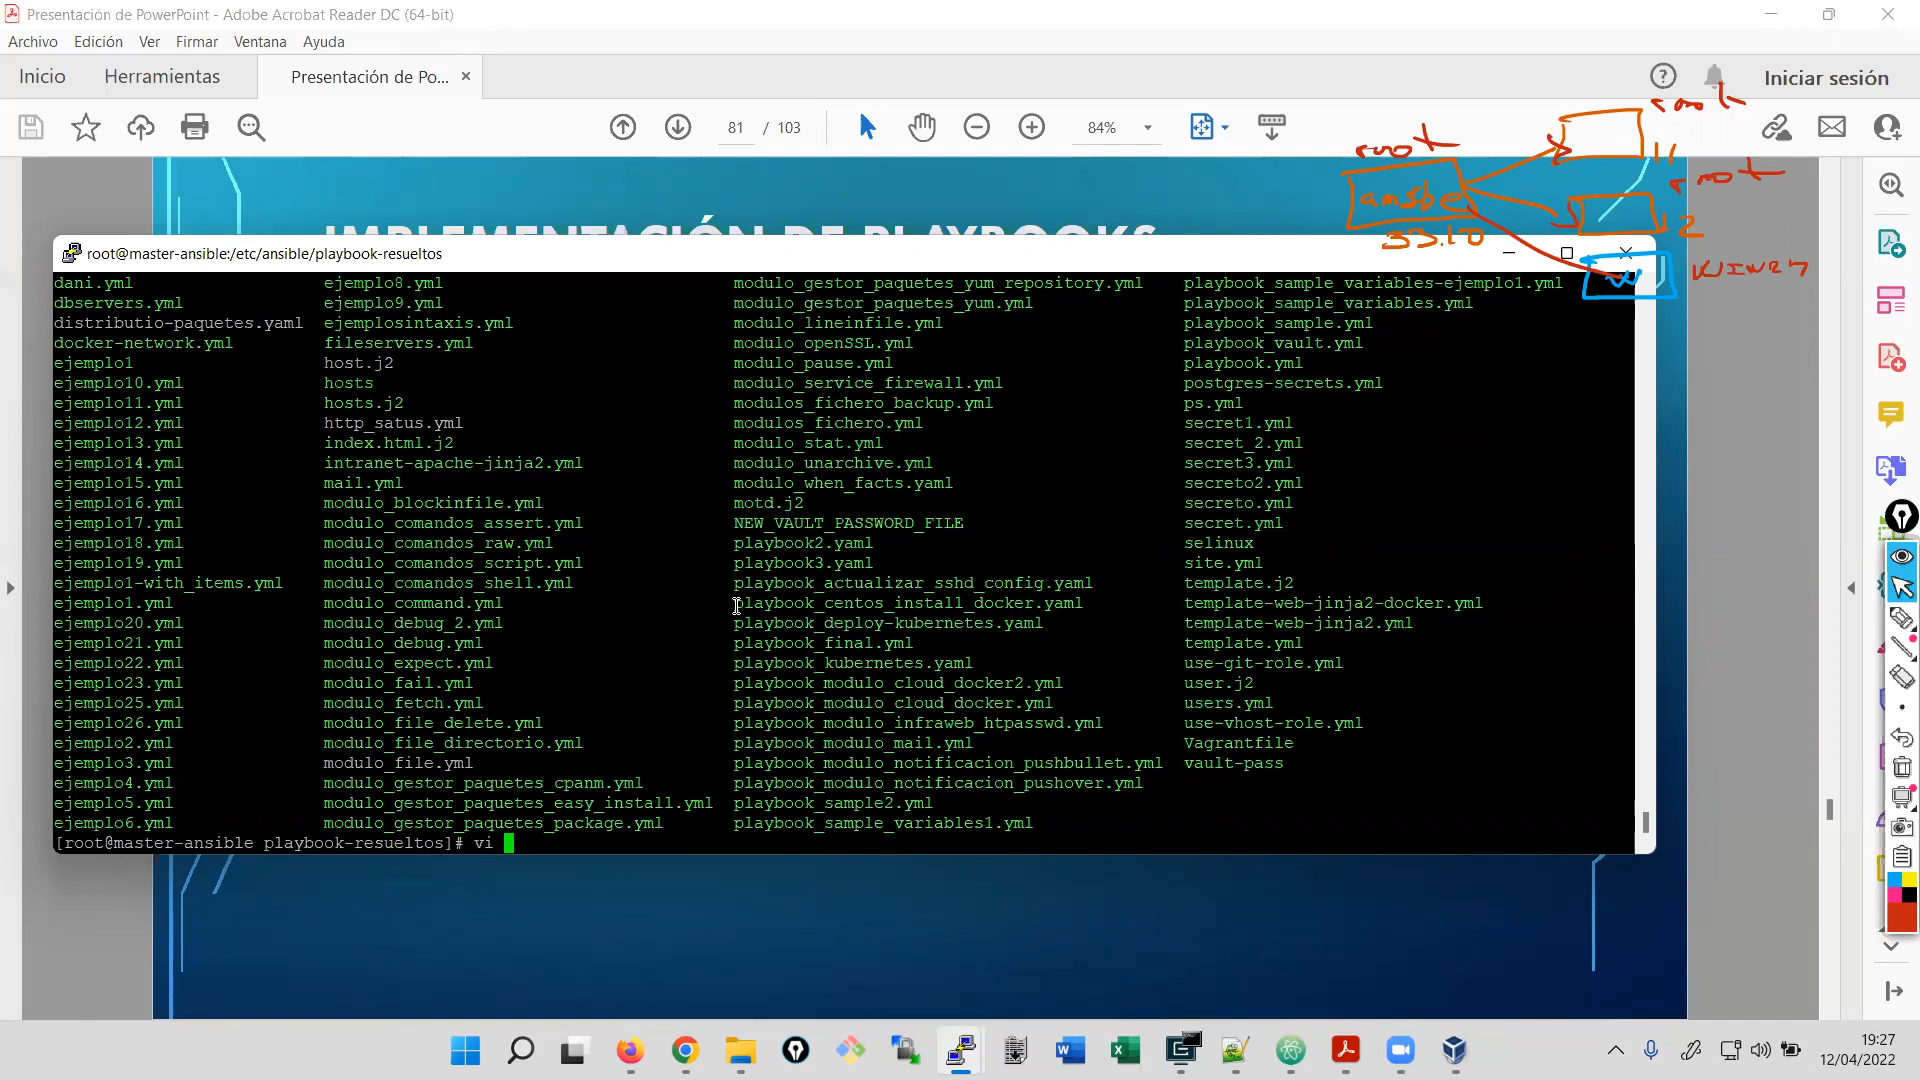 Presentación de PowerPoint - Adobe Acrobat Reader DC (64-bit)
Archivo Edición Ver Firmar Ventana Ayuda
Inicio Herramientas Presentación de Po... × Iniciar sesión
81 / 103 84%
root
root
ansbe
11
root
33.10
12
W
WINRM
IMPLEMENTACIÓN DE PLAYBOOKS
root@master-ansible:/etc/ansible/playbook-resueltos
dani.yml ejemplo8.yml modulo_gestor_paquetes_yum_repository.yml playbook_sample_variables-ejemplo1.yml
dbservers.yml ejemplo9.yml modulo_gestor_paquetes_yum.yml playbook_sample_variables.yml
distributio-paquetes.yaml ejemplosintaxis.yml modulo_lineinfile.yml playbook_sample.yml
docker-network.yml fileservers.yml modulo_openSSL.yml playbook_vault.yml
ejemplo1 host.j2 modulo_pause.yml playbook.yml
ejemplo10.yml hosts modulo_service_firewall.yml postgres-secrets.yml
ejemplo11.yml hosts.j2 modulos_fichero_backup.yml ps.yml
ejemplo12.yml http_satus.yml modulos_fichero.yml secret1.yml
ejemplo13.yml index.html.j2 modulo_stat.yml secret_2.yml
ejemplo14.yml intranet-apache-jinja2.yml modulo_unarchive.yml secret3.yml
ejemplo15.yml mail.yml modulo_when_facts.yaml secreto2.yml
ejemplo16.yml modulo_blockinfile.yml motd.j2 secreto.yml
ejemplo17.yml modulo_comandos_assert.yml NEW_VAULT_PASSWORD_FILE secret.yml
ejemplo18.yml modulo_comandos_raw.yml playbook2.yaml selinux
ejemplo19.yml modulo_comandos_script.yml playbook3.yaml site.yml
ejemplo1-with_items.yml modulo_comandos_shell.yml playbook_actualizar_sshd_config.yaml template.j2
ejemplo1.yml modulo_command.yml playbook_centos_install_docker.yaml template-web-jinja2-docker.yml
ejemplo20.yml modulo_debug_2.yml playbook_deploy-kubernetes.yaml template-web-jinja2.yml
ejemplo21.yml modulo_debug.yml playbook_final.yml template.yml
ejemplo22.yml modulo_expect.yml playbook_kubernetes.yaml use-git-role.yml
ejemplo23.yml modulo_fail.yml playbook_modulo_cloud_docker2.yml user.j2
ejemplo25.yml modulo_fetch.yml playbook_modulo_cloud_docker.yml users.yml
ejemplo26.yml modulo_file_delete.yml playbook_modulo_infraweb_htpasswd.yml use-vhost-role.yml
ejemplo2.yml modulo_file_directorio.yml playbook_modulo_mail.yml Vagrantfile
ejemplo3.yml modulo_file.yml playbook_modulo_notificacion_pushbullet.yml vault-pass
ejemplo4.yml modulo_gestor_paquetes_cpanm.yml playbook_modulo_notificacion_pushover.yml
ejemplo5.yml modulo_gestor_paquetes_easy_install.yml playbook_sample2.yml
ejemplo6.yml modulo_gestor_paquetes_package.yml playbook_sample_variables1.yml
[root@master-ansible playbook-resueltos]# vi
19:27
12/04/2022